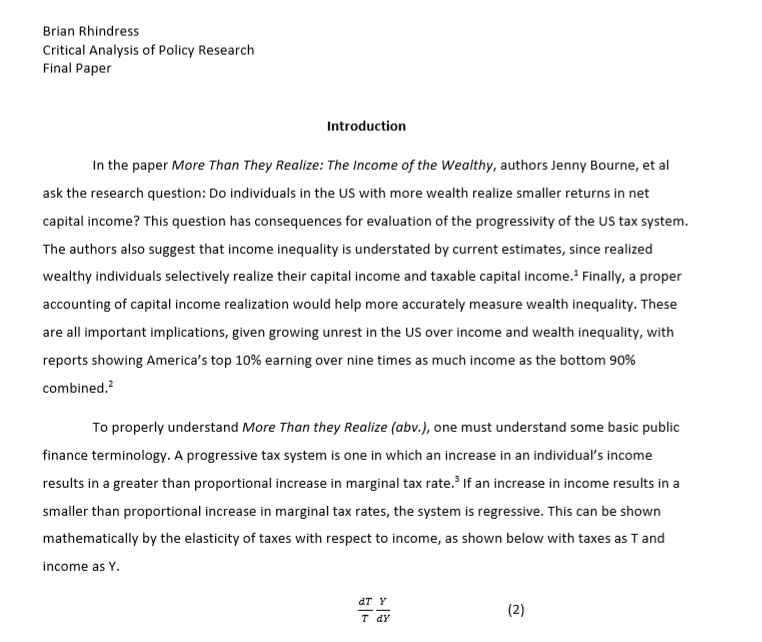 Brian Rhindress
Critical Analysis of Policy Research
Final Paper
Introduction
In the paper More Than They Realize: The Income of the Wealthy, authors Jenny Bourne, et al
ask the research question: Do individuals in the US with more wealth realize smaller returns in net
capital income? This question has consequences for evaluation of the progressivity of the US tax system.
The authors also suggest that income inequality is understated by current estimates, since realized
wealthy individuals selectively realize their capital income and taxable capital income.¹ Finally, a proper
accounting of capital income realization would help more accurately measure wealth inequality. These
are all important implications, given growing unrest in the US over income and wealth inequality, with
reports showing America's top 10% earning over nine times as much income as the bottom 90%
combined.²
To properly understand More Than they Realize (abv.), one must understand some basic public
finance terminology. A progressive tax system is one in which an increase in an individual's income
results in a greater than proportional increase in marginal tax rate.³ If an increase in income results in a
smaller than proportional increase in marginal tax rates, the system is regressive. This can be shown
mathematically by the elasticity of taxes with respect to income, as shown below with taxes as T and
income as Y.
dT Y (2)
T dY